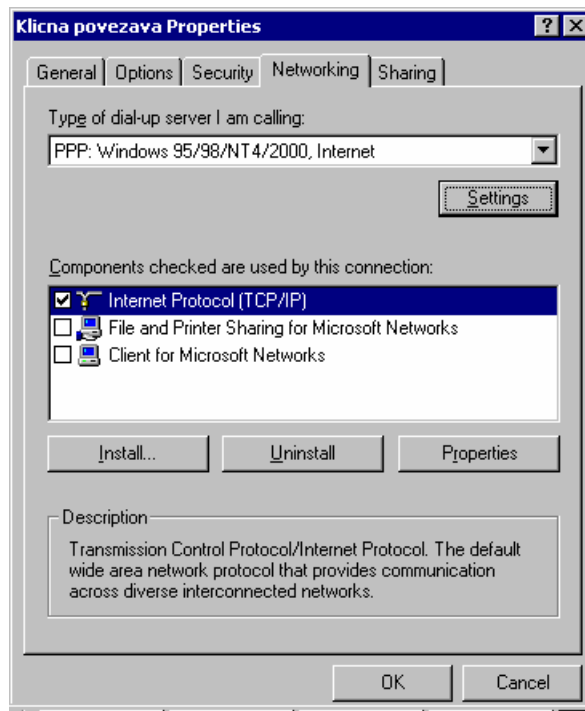 Klicna povezava Properties
General Options Security Networking Sharing
Type of dial-up server I am calling:
PPP: Windows 95/98/NT4/2000, Internet
Settings
Components checked are used by this connection:
Internet Protocol (TCP/IP)
File and Printer Sharing for Microsoft Networks
Client for Microsoft Networks
Install... Uninstall Properties
Description
Transmission Control Protocol/Internet Protocol. The default
wide area network protocol that provides communication
across diverse interconnected networks.
OK Cancel